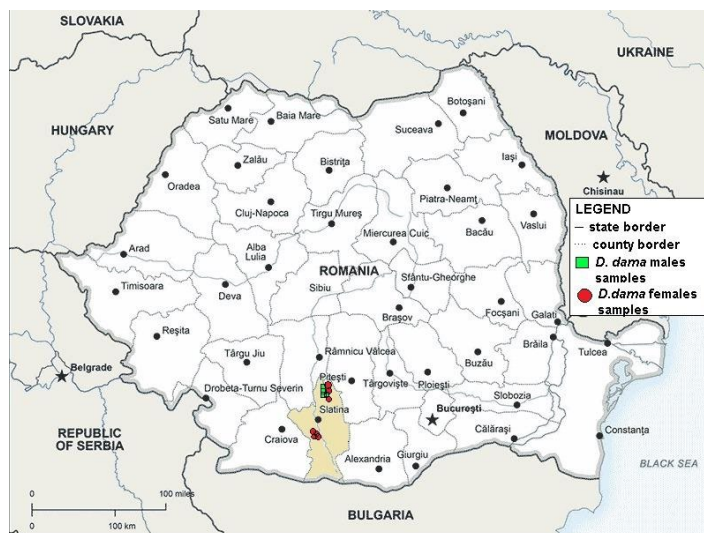 SLOVAKIA
UKRAINE
HUNGARY
MOLDOVA
Chisinau
Satu Mare
Baia Mare
Botoşani
Suceava
Zalău
Bistriţa
Iaşi
Oradea
Cluj-Napoca
Tirgu Mureş
Piatra-Neamţ
Bacău
Vaslui
Miercurea Cuic
Arad
Alba
Lulia
ROMANIA
Timisoara
Deva
Sibiu
Sfântu-Gheorghe
Braşov
Focşani
Galati
Reşita
Brăila
Tulcea
Târgu Jiu
Râmnicu Vâlcea
Buzău
Belgrade
Drobeta-Turnu Severin
Piteşti
Târgovişte
Ploieşti
Slobozia
Slatina
Bucureşti
Craiova
Călăraşi
Constanţa
Alexandria
Giurgiu
REPUBLIC
OF SERBIA
BLACK SEA
BULGARIA
0 100 miles
0 100 km
LEGEND
state border
county border
D. dama males
samples
D.dama females
samples